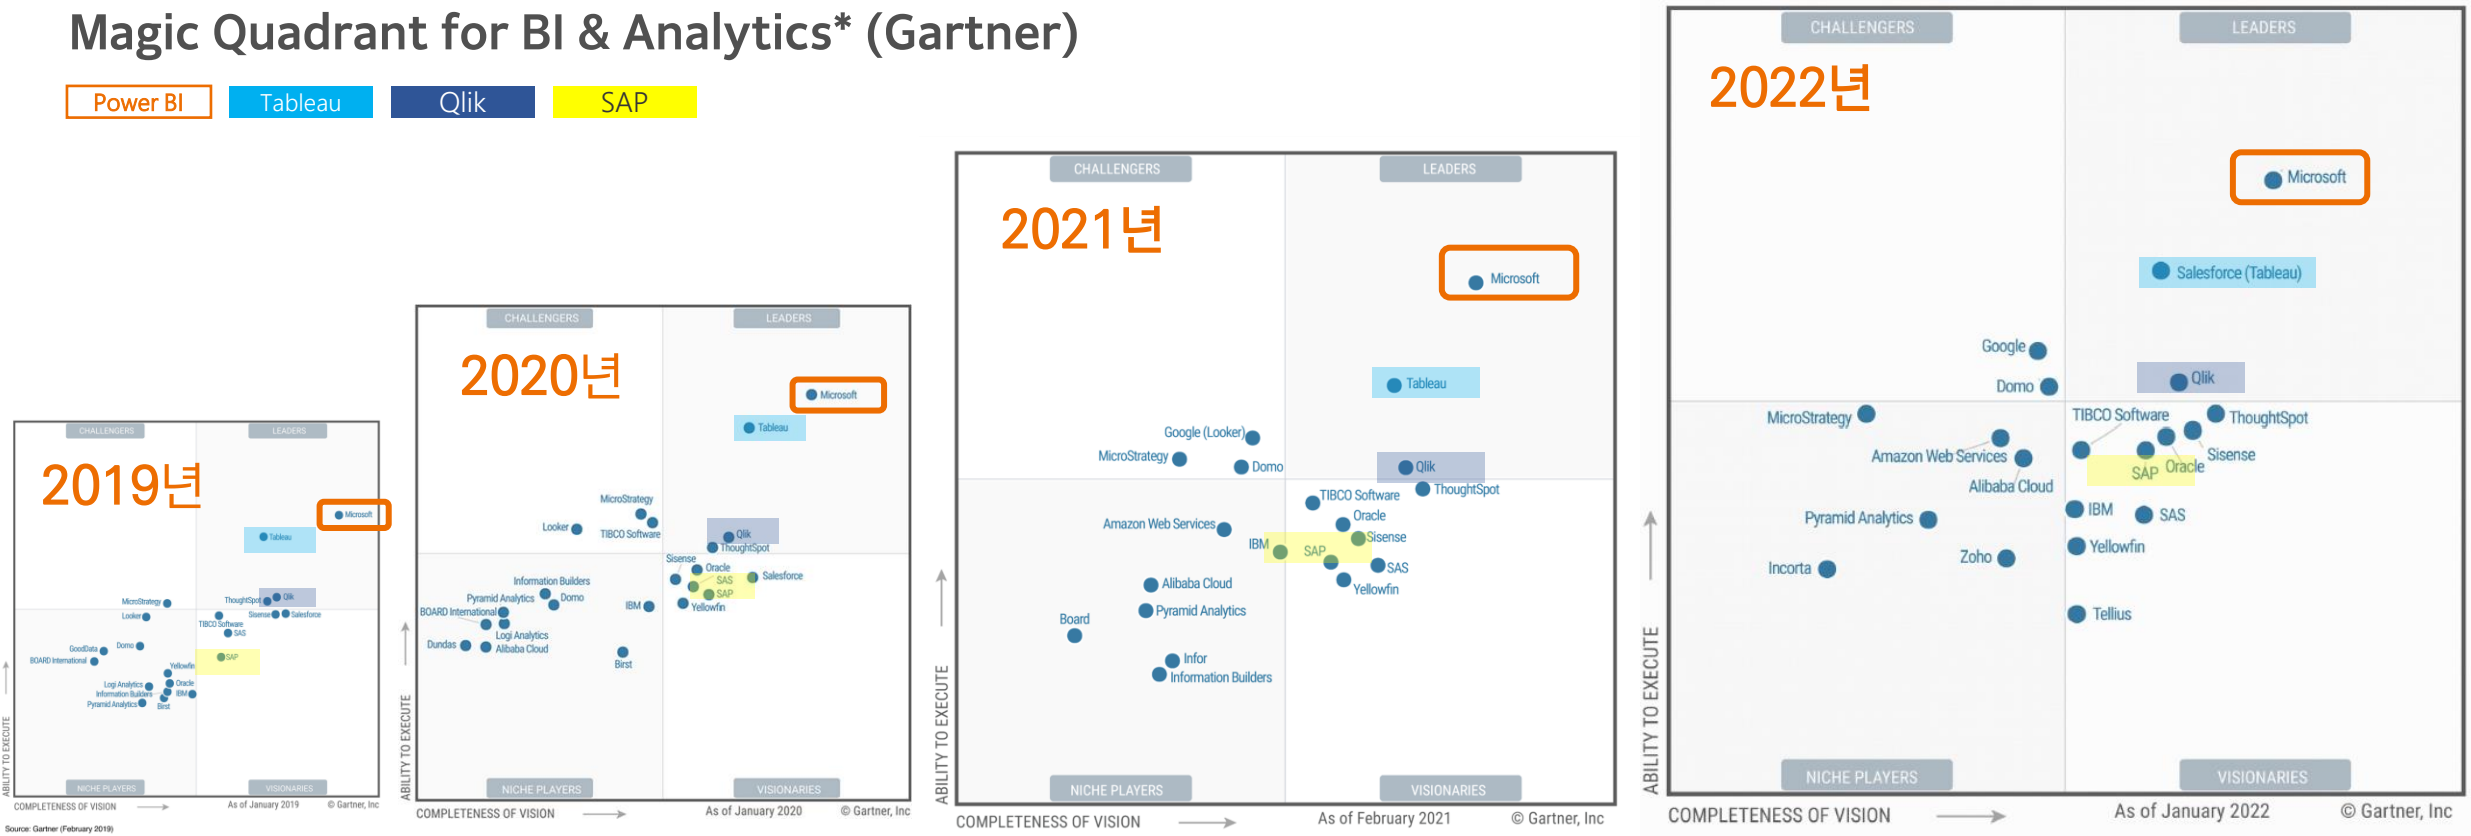 Magic Quadrant for BI & Analytics* (Gartner)
Power BI
Tableau
Qlik
SAP
CHALLENGERS
LEADERS
2019년
Microsoft
Tableau
MicroStrategy
ThoughtSpot
Qlik
Looker
TIBCO Software
Sisense
Salesforce
SAS
GoodData
Domo
BOARD International
SAP
Yellowfin
Logi Analytics
Oracle
Information Builders
IBM
Pyramid Analytics
Birst
NICHE PLAYERS
VISIONARIES
ABILITY TO EXECUTE
COMPLETENESS OF VISION
As of January 2019
© Gartner, Inc
Source: Gartner (February 2019)
CHALLENGERS
LEADERS
2020년
Microsoft
Tableau
MicroStrategy
Looker
TIBCO Software
Qlik
ThoughtSpot
Sisense
Oracle
Salesforce
SAS
Information Builders
SAP
Pyramid Analytics
Domo
IBM
Yellowfin
BOARD International
Logi Analytics
Dundas
Alibaba Cloud
Birst
NICHE PLAYERS
VISIONARIES
ABILITY TO EXECUTE
COMPLETENESS OF VISION
As of January 2020
© Gartner, Inc
CHALLENGERS
LEADERS
2021년
Microsoft
Tableau
Google (Looker)
MicroStrategy
Domo
Qlik
ThoughtSpot
TIBCO Software
Oracle
Amazon Web Services
Sisense
IBM
SAP
SAS
Alibaba Cloud
Yellowfin
Pyramid Analytics
Board
Infor
Information Builders
NICHE PLAYERS
VISIONARIES
ABILITY TO EXECUTE
COMPLETENESS OF VISION
As of February 2021
© Gartner, Inc
CHALLENGERS
LEADERS
2022년
Microsoft
Salesforce (Tableau)
Google
Domo
Qlik
MicroStrategy
TIBCO Software
ThoughtSpot
Amazon Web Services
Sisense
SAP
Oracle
Alibaba Cloud
IBM
SAS
Pyramid Analytics
Yellowfin
Zoho
Incorta
Tellius
NICHE PLAYERS
VISIONARIES
ABILITY TO EXECUTE
COMPLETENESS OF VISION
As of January 2022
© Gartner, Inc